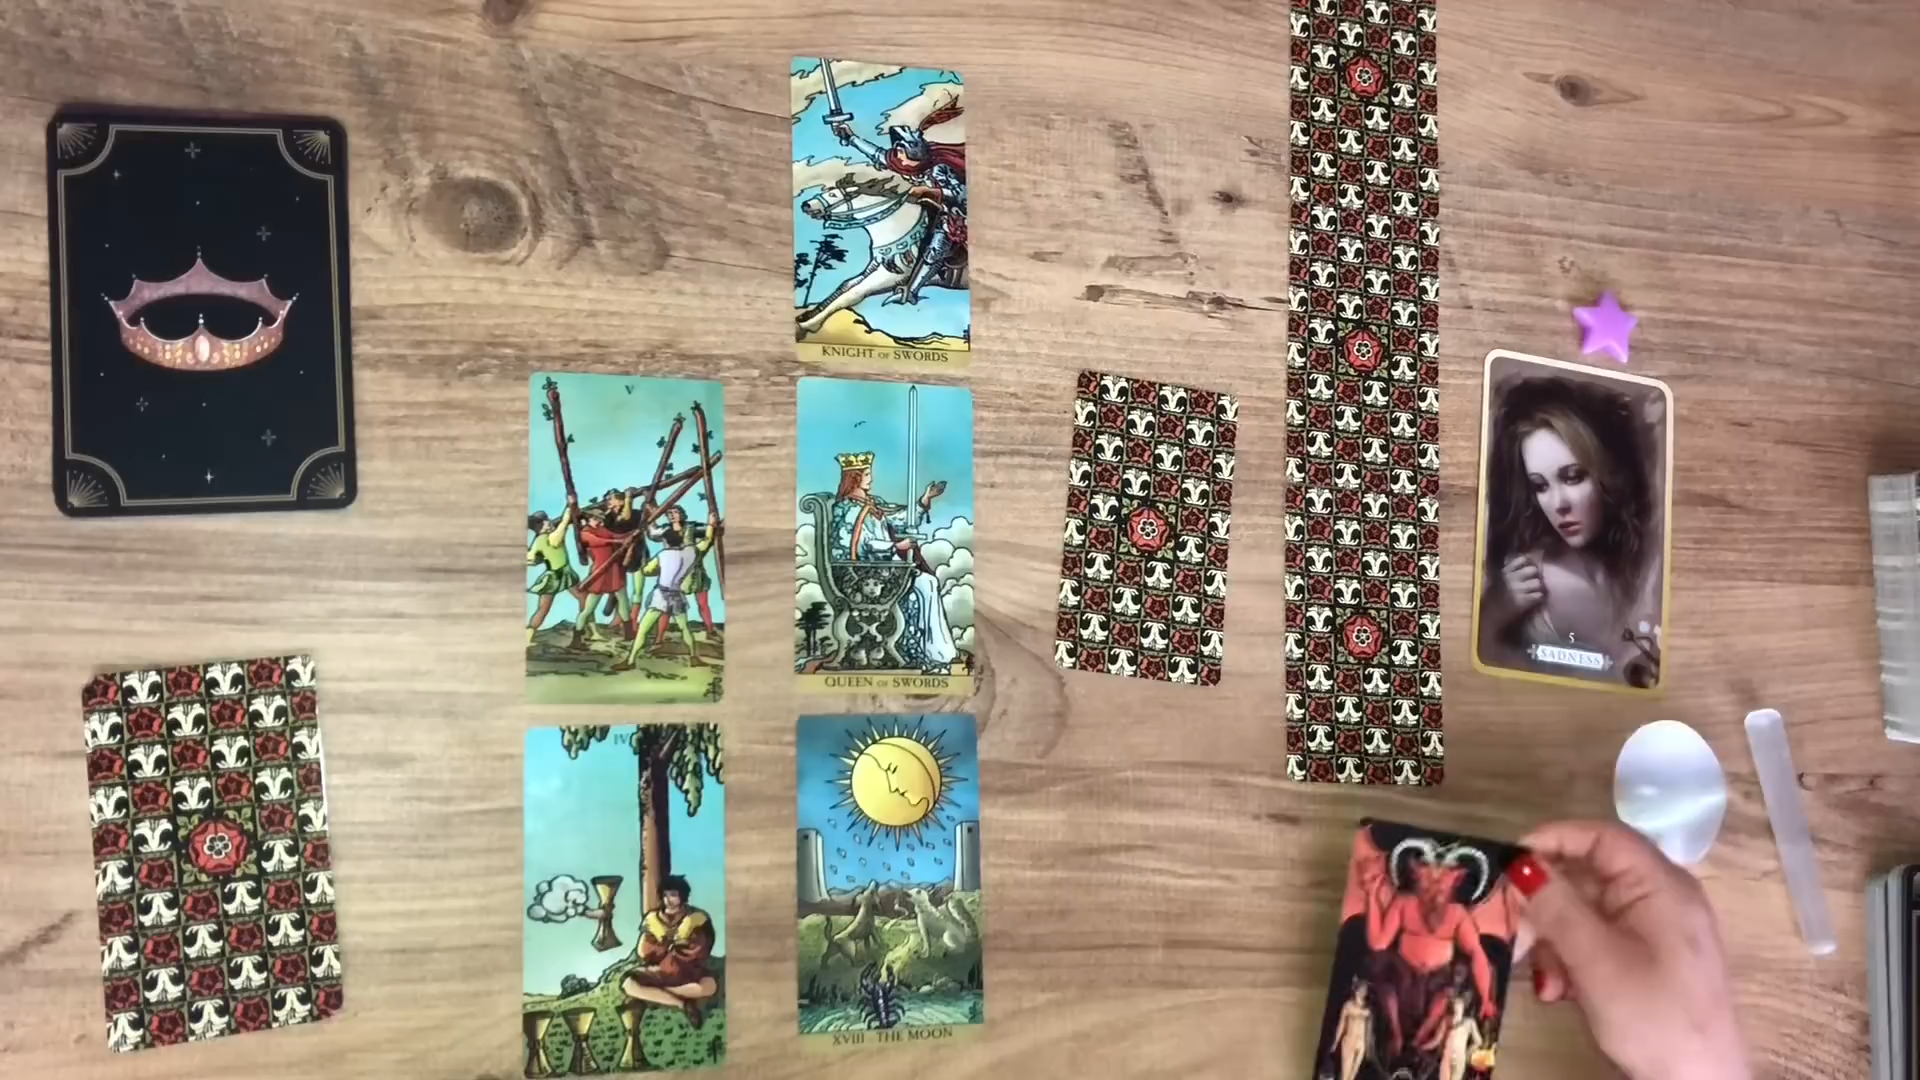 KNIGHT OF SWORDS
V
QUEEN OF SWORDS
5
SADNESS
IV
XVIII THE MOON